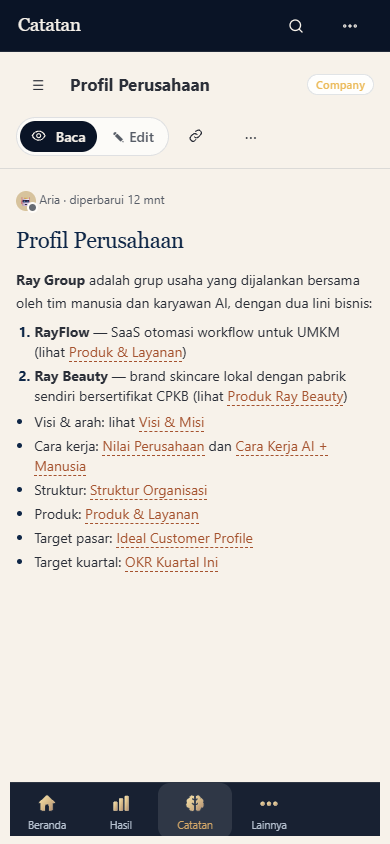 Catatan
Profil Perusahaan
Company
Baca
Edit
Aria · diperbarui 12 mnt
Profil Perusahaan
Ray Group adalah grup usaha yang dijalankan bersama
oleh tim manusia dan karyawan AI, dengan dua lini bisnis:
1. RayFlow — SaaS otomasi workflow untuk UMKM
(lihat Produk & Layanan)
2. Ray Beauty — brand skincare lokal dengan pabrik
sendiri bersertifikat CPKB (lihat Produk Ray Beauty)
• Visi & arah: lihat Visi & Misi
• Cara kerja: Nilai Perusahaan dan Cara Kerja AI +
Manusia
• Struktur: Struktur Organisasi
• Produk: Produk & Layanan
• Target pasar: Ideal Customer Profile
• Target kuartal: OKR Kuartal Ini
Beranda
Hasil
Catatan
Lainnya